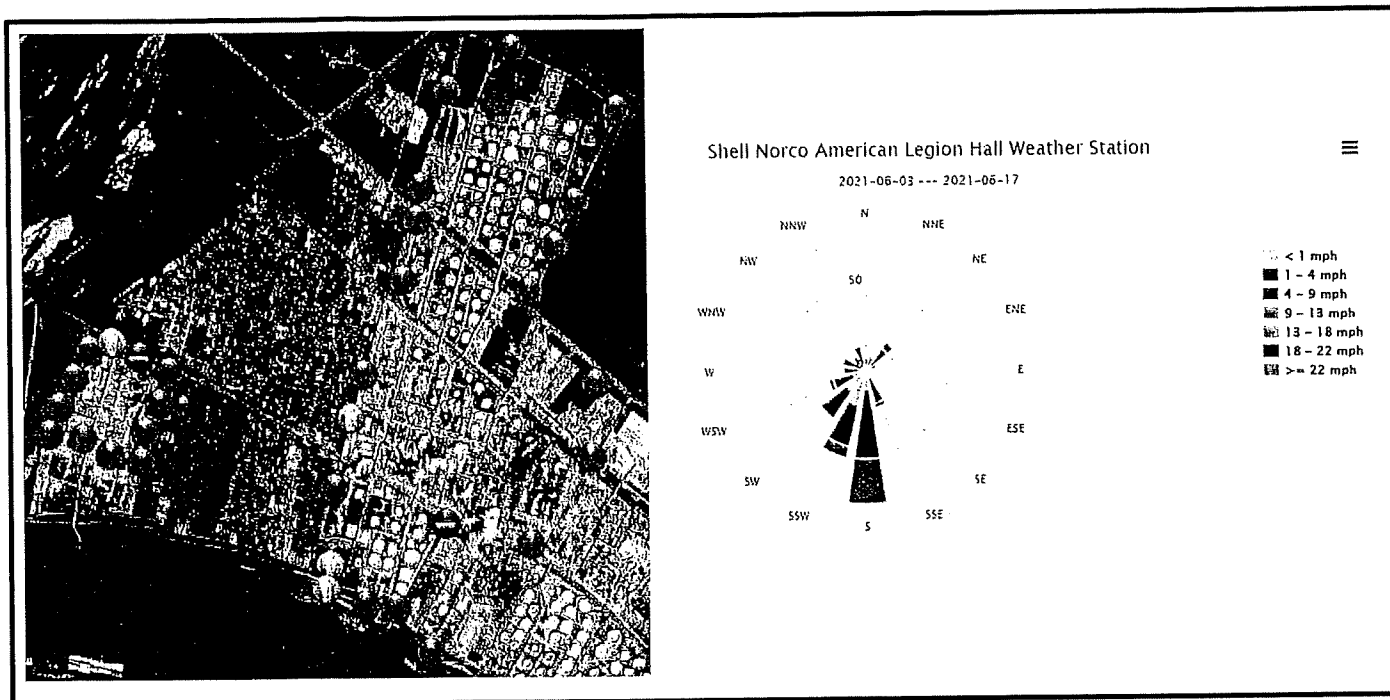 Shell Norco American Legion Hall Weather Station
2021-06-03 --- 2021-06-17
N
NNW
NNE
NW
NE
50
WNW
ENE
W
E
WSW
ESE
SW
SE
SSW
SSE
S
< 1 mph
1 - 4 mph
4 - 9 mph
9 - 13 mph
13 - 18 mph
18 - 22 mph
>= 22 mph